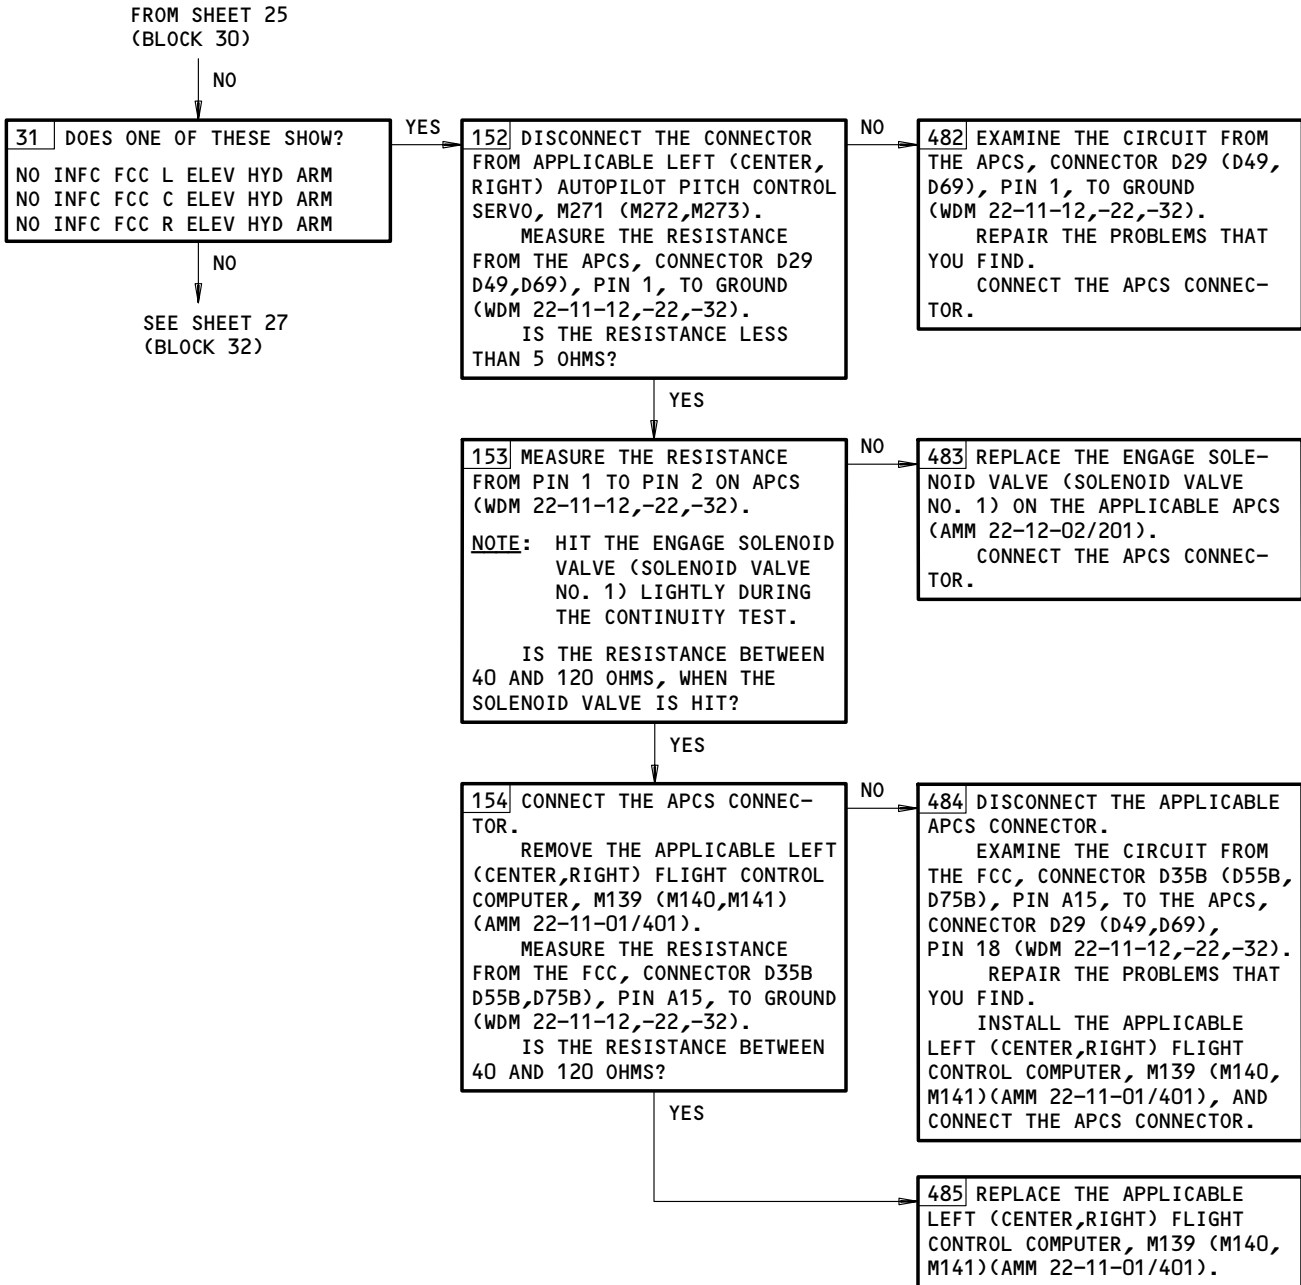 FROM SHEET 25
(BLOCK 30)
NO
31 DOES ONE OF THESE SHOW?
NO INFC FCC L ELEV HYD ARM
NO INFC FCC C ELEV HYD ARM
NO INFC FCC R ELEV HYD ARM
YES
NO
SEE SHEET 27
(BLOCK 32)
152 DISCONNECT THE CONNECTOR
FROM APPLICABLE LEFT (CENTER,
RIGHT) AUTOPILOT PITCH CONTROL
SERVO, M271 (M272,M273).
MEASURE THE RESISTANCE
FROM THE APCS, CONNECTOR D29
D49,D69), PIN 1, TO GROUND
(WDM 22-11-12,-22,-32).
IS THE RESISTANCE LESS
THAN 5 OHMS?
NO
482 EXAMINE THE CIRCUIT FROM
THE APCS, CONNECTOR D29 (D49,
D69), PIN 1, TO GROUND
(WDM 22-11-12,-22,-32).
REPAIR THE PROBLEMS THAT
YOU FIND.
CONNECT THE APCS CONNEC-
TOR.
YES
153 MEASURE THE RESISTANCE
FROM PIN 1 TO PIN 2 ON APCS
(WDM 22-11-12,-22,-32).
NOTE: HIT THE ENGAGE SOLENOID
VALVE (SOLENOID VALVE
NO. 1) LIGHTLY DURING
THE CONTINUITY TEST.
IS THE RESISTANCE BETWEEN
40 AND 120 OHMS, WHEN THE
SOLENOID VALVE IS HIT?
NO
483 REPLACE THE ENGAGE SOLE-
NOID VALVE (SOLENOID VALVE
NO. 1) ON THE APPLICABLE APCS
(AMM 22-12-02/201).
CONNECT THE APCS CONNEC-
TOR.
YES
154 CONNECT THE APCS CONNEC-
TOR.
REMOVE THE APPLICABLE LEFT
(CENTER,RIGHT) FLIGHT CONTROL
COMPUTER, M139 (M140,M141)
(AMM 22-11-01/401).
MEASURE THE RESISTANCE
FROM THE FCC, CONNECTOR D35B
D55B,D75B), PIN A15, TO GROUND
(WDM 22-11-12,-22,-32).
IS THE RESISTANCE BETWEEN
40 AND 120 OHMS?
NO
484 DISCONNECT THE APPLICABLE
APCS CONNECTOR.
EXAMINE THE CIRCUIT FROM
THE FCC, CONNECTOR D35B (D55B,
D75B), PIN A15, TO THE APCS,
CONNECTOR D29 (D49,D69),
PIN 18 (WDM 22-11-12,-22,-32).
REPAIR THE PROBLEMS THAT
YOU FIND.
INSTALL THE APPLICABLE
LEFT (CENTER,RIGHT) FLIGHT
CONTROL COMPUTER, M139 (M140,
M141)(AMM 22-11-01/401), AND
CONNECT THE APCS CONNECTOR.
YES
485 REPLACE THE APPLICABLE
LEFT (CENTER,RIGHT) FLIGHT
CONTROL COMPUTER, M139 (M140,
M141)(AMM 22-11-01/401).